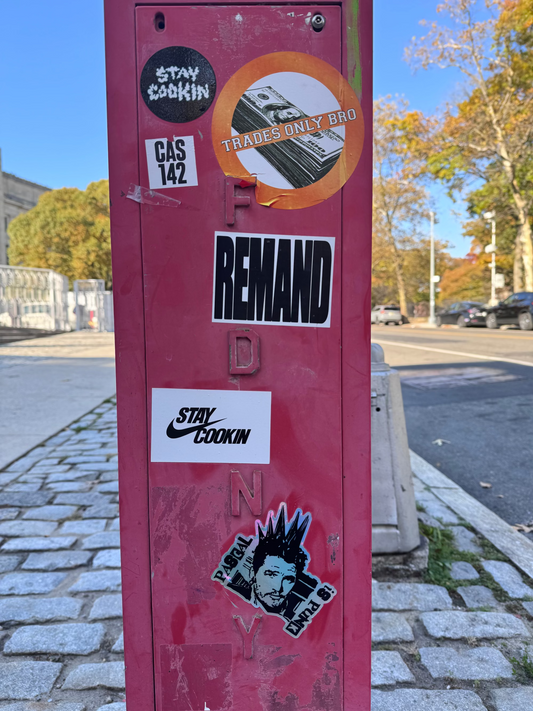 STAY
COOKIN
TRADES ONLY BRO
CAS
142
F
REMAND
D
STAY
COOKIN
N
PASCAL
IS PUNK
Y